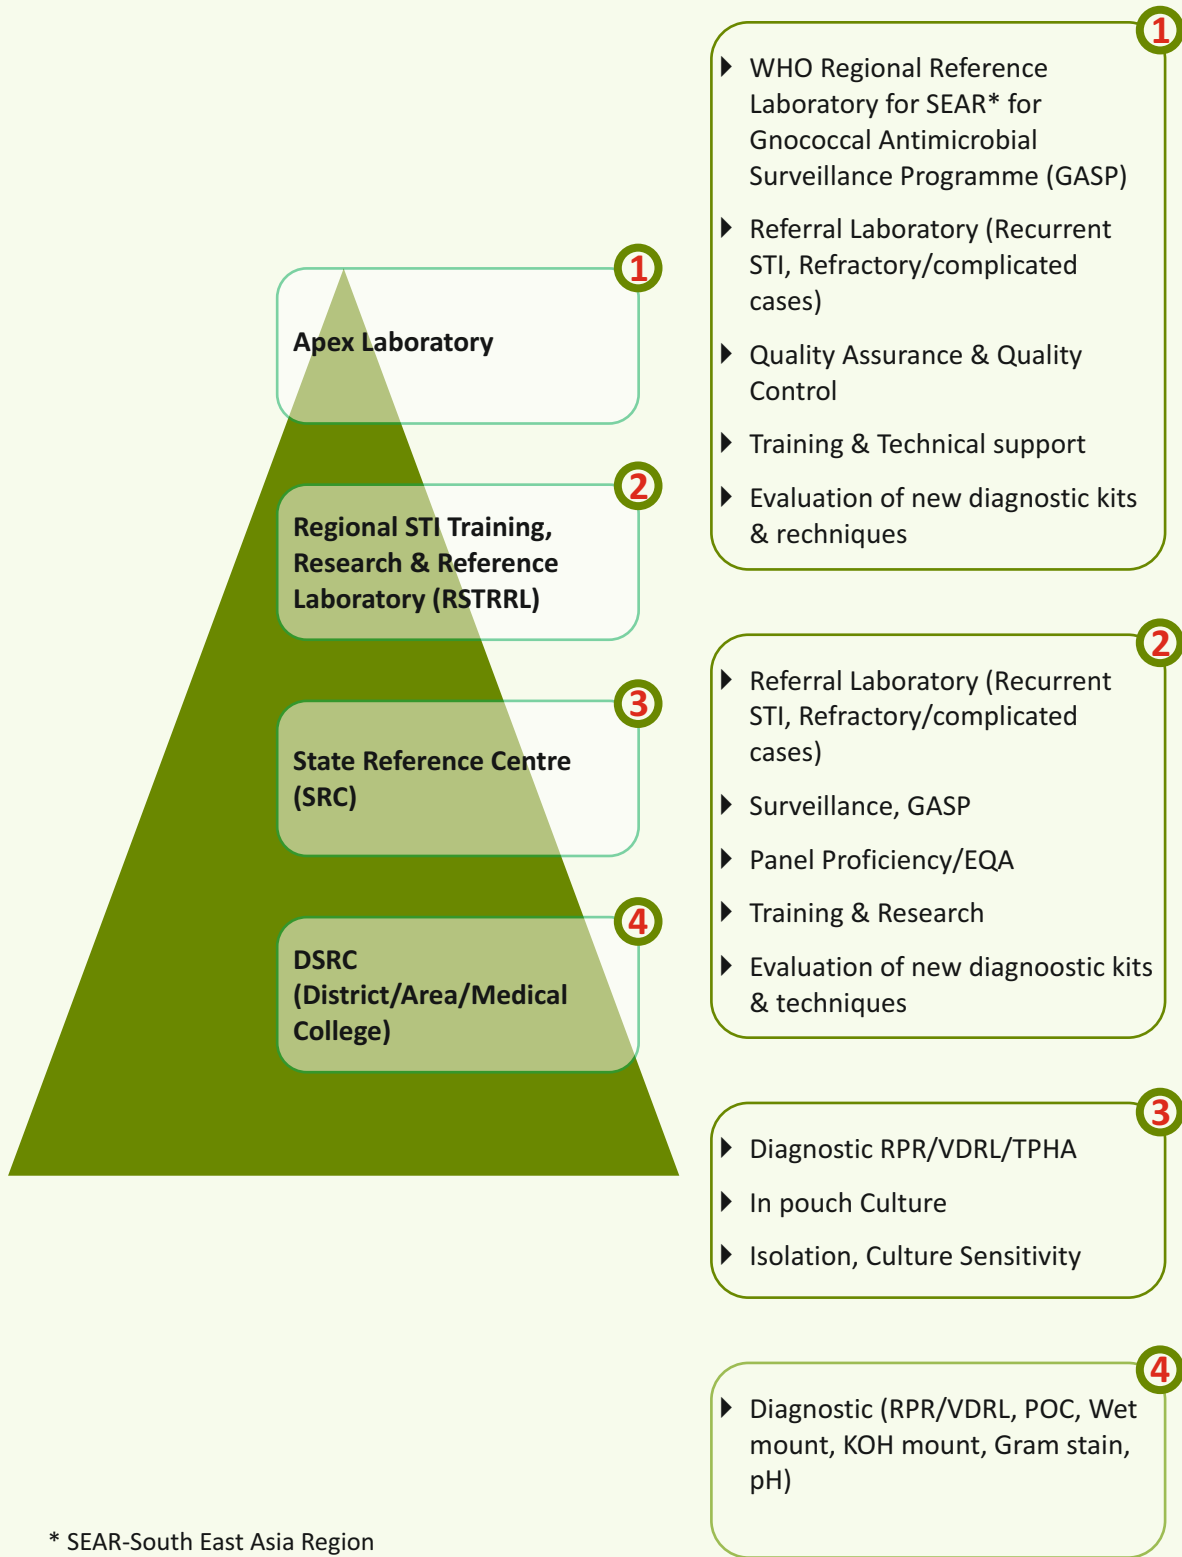 1
Apex Laboratory
2
Regional STI Training,
Research & Reference
Laboratory (RSTRRL)
3
State Reference Centre
(SRC)
4
DSRC
(District/Area/Medical
College)
1
WHO Regional Reference
Laboratory for SEAR* for
Gnococcal Antimicrobial
Surveillance Programme (GASP)
Referral Laboratory (Recurrent
STI, Refractory/complicated
cases)
Quality Assurance & Quality
Control
Training & Technical support
Evaluation of new diagnostic kits
& rechniques
2
Referral Laboratory (Recurrent
STI, Refractory/complicated
cases)
Surveillance, GASP
Panel Proficiency/EQA
Training & Research
Evaluation of new diagnoostic kits
& techniques
3
Diagnostic RPR/VDRL/TPHA
In pouch Culture
Isolation, Culture Sensitivity
4
Diagnostic (RPR/VDRL, POC, Wet
mount, KOH mount, Gram stain,
pH)
* SEAR-South East Asia Region